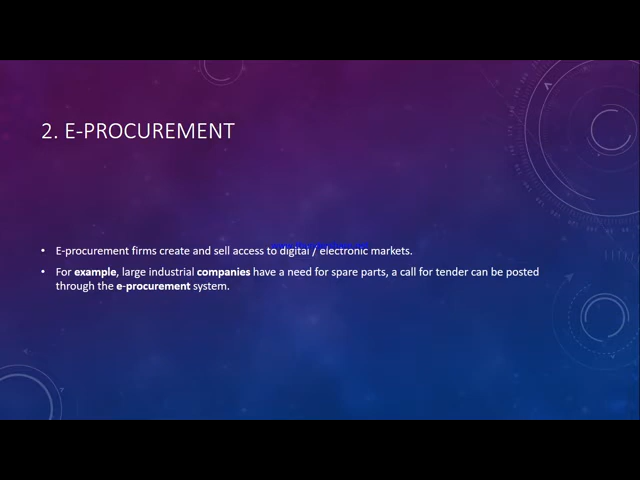 2. E-PROCUREMENT
• E-procurement firms create and sell access to digital / electronic markets.
• For example, large industrial companies have a need for spare parts, a call for tender can be posted
through the e-procurement system.